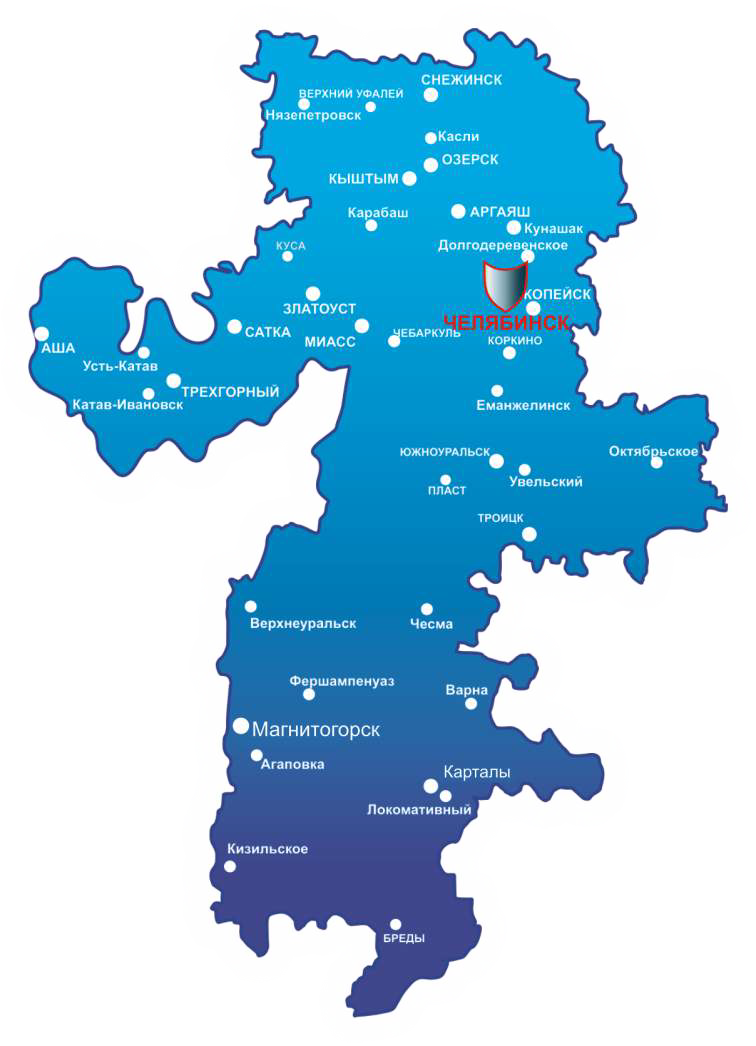 СНЕЖИНСК
ВЕРХНИЙ УФАЛЕЙ
Нязепетровск
Касли
ОЗЕРСК
КЫШТЫМ
Карабаш
АРГАЯШ
Кунашак
Долгодеревенское
КУСА
КОПЕЙСК
ЗЛАТОУСТ
ЧЕЛЯБИНСК
САТКА
ЧЕБАРКУЛЬ
МИАСС
КОРКИНО
АША
Усть-Катав
ТРЕХГОРНЫЙ
Катав-Ивановск
Еманжелинск
ЮЖНОУРАЛЬСК
Октябрьское
Увельский
ПЛАСТ
ТРОИЦК
Верхнеуральск
Чесма
Фершампенуаз
Варна
Магнитогорск
Агаповка
Карталы
Локомативный
Кизильское
БРЕДЫ